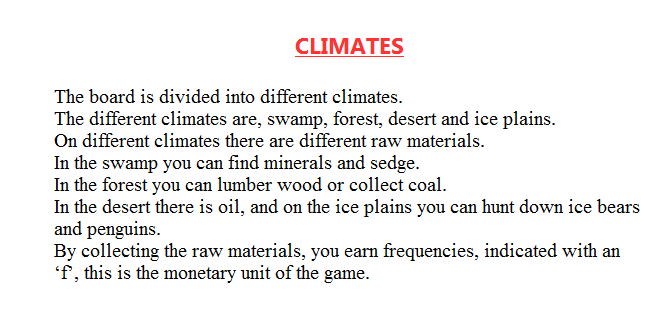 CLIMATES
The board is divided into different climates.
The different climates are, swamp, forest, desert and ice plains.
On different climates there are different raw materials.
In the swamp you can find minerals and sedge.
In the forest you can lumber wood or collect coal.
In the desert there is oil, and on the ice plains you can hunt down ice bears
and penguins.
By collecting the raw materials, you earn frequencies, indicated with an
‘f’, this is the monetary unit of the game.